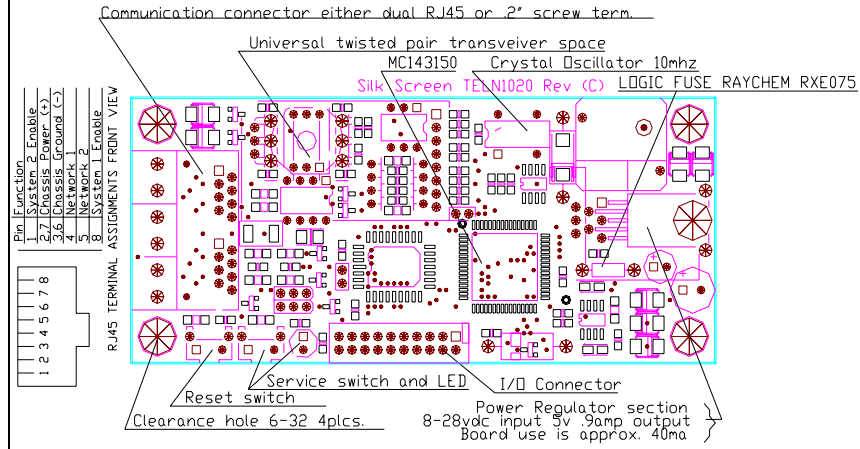 Communication connector either dual RJ45 or .2" screw term.
Universal twisted pair transveiver space
MC143150
Crystal Oscillator 10mhz
Silk Screen TELN1020 Rev (C)
LOGIC FUSE RAYCHEM RXE075
RJ45 TERMINAL ASSIGNMENTS FRONT VIEW
Pin Function
1 System 2 Enable
2,7 Chassis Power (+)
3,6 Chassis Ground (-)
4 Network 1
5 Network 2
8 System 1 Enable
1 2 3 4 5 6 7 8
Service switch and LED
I/O Connector
Reset switch
Clearance hole 6-32 4plcs.
Power Regulator section
8-28vdc input 5v .9amp output
Board use is approx. 40ma